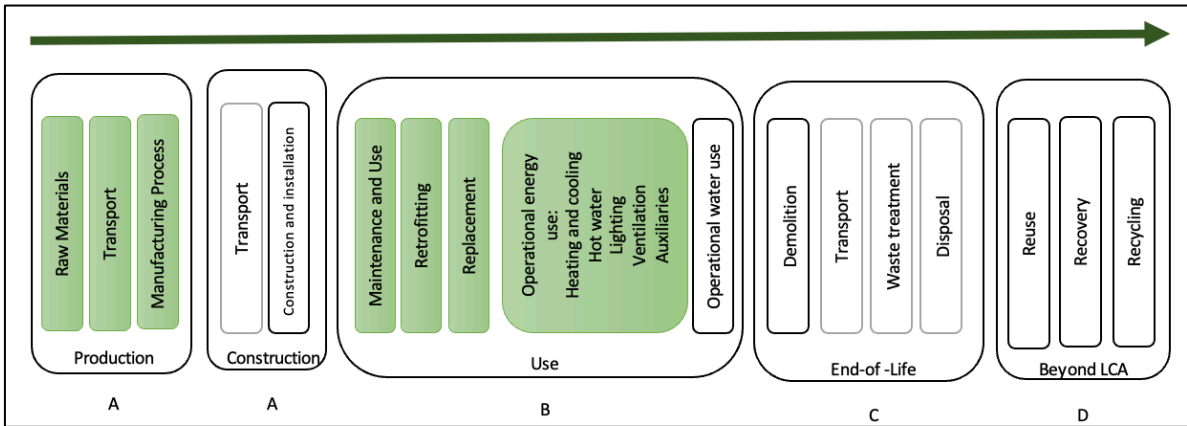 Raw Materials
Transport
Manufacturing Process
Production
A
Transport
Construction and installation
Construction
A
Maintenance and Use
Retrofitting
Replacement
Operational energy
use:
Heating and cooling
Hot water
Lighting
Ventilation
Auxiliaries
Operational water use
Use
B
Demolition
Transport
Waste treatment
Disposal
End-of -Life
C
Reuse
Recovery
Recycling
Beyond LCA
D